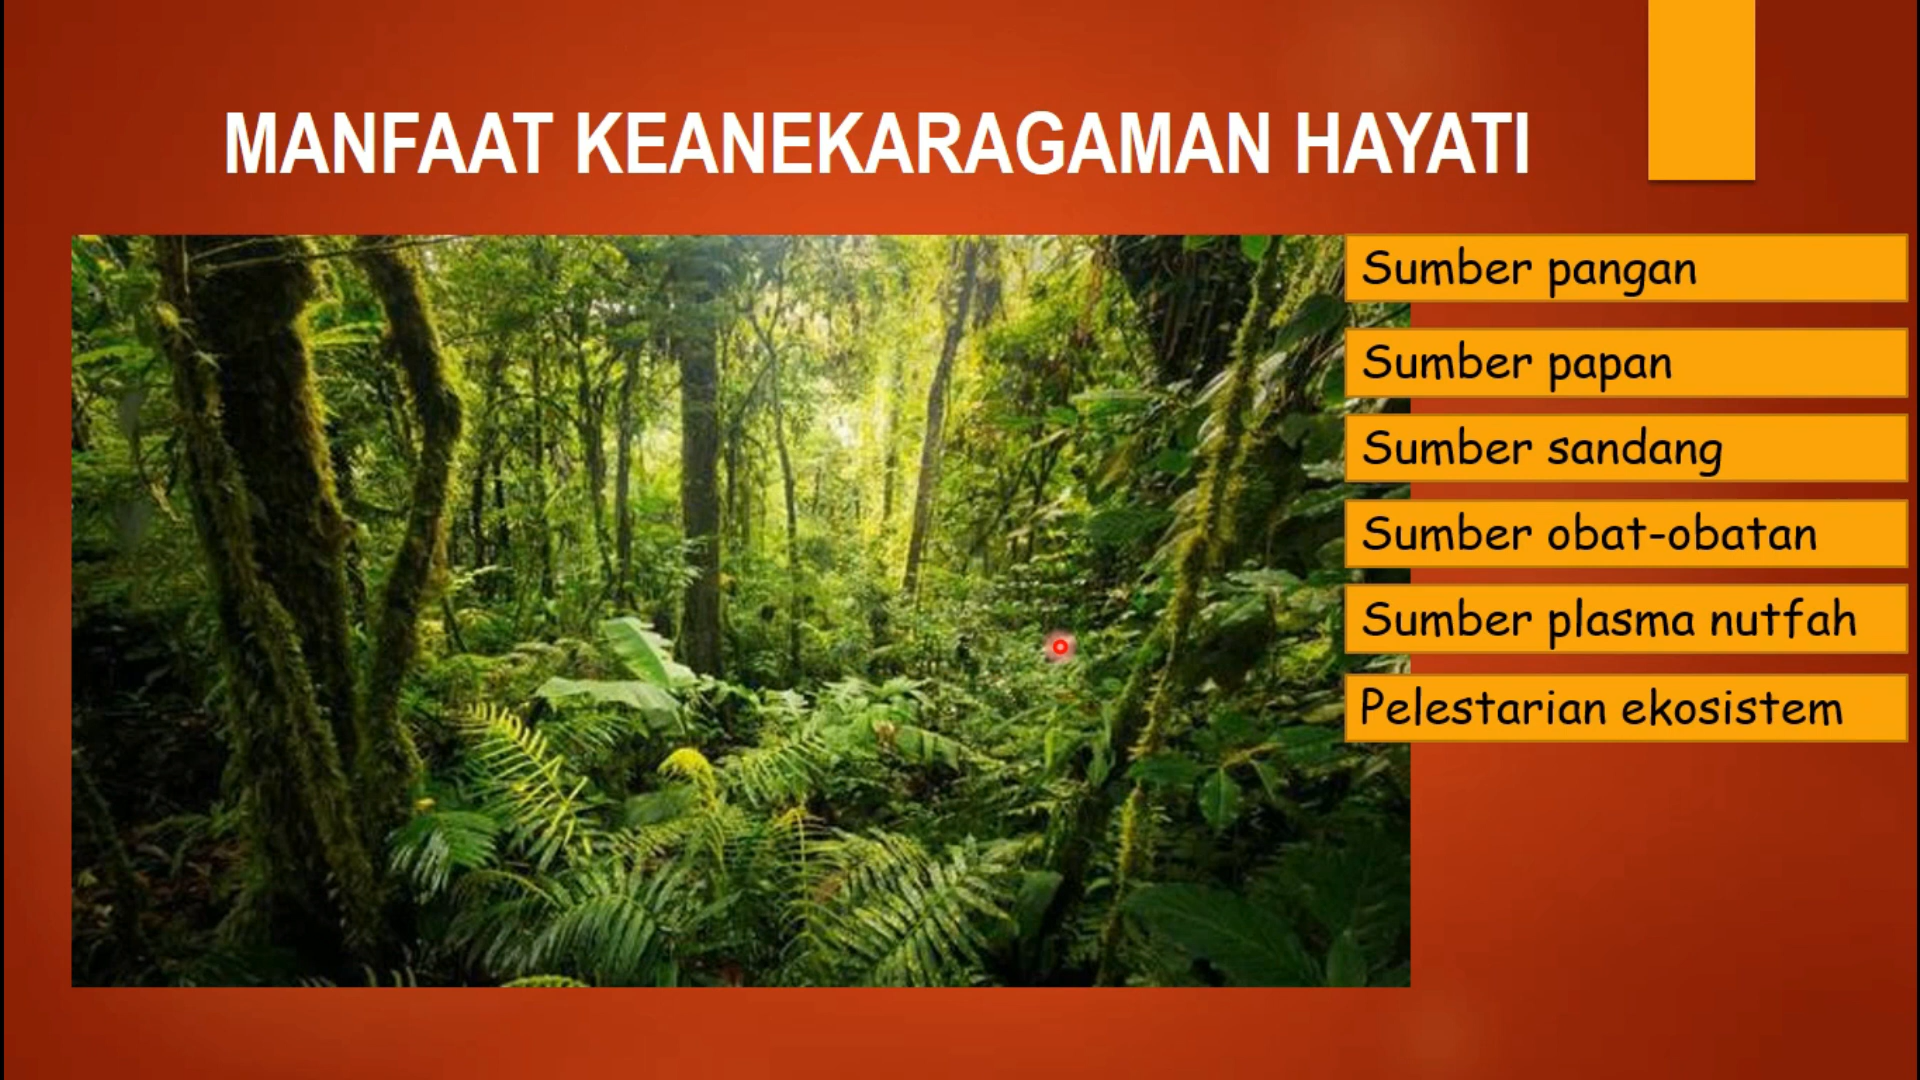 MANFAAT KEANEKARAGAMAN HAYATI
Sumber pangan
Sumber papan
Sumber sandang
Sumber obat-obatan
Sumber plasma nutfah
Pelestarian ekosistem